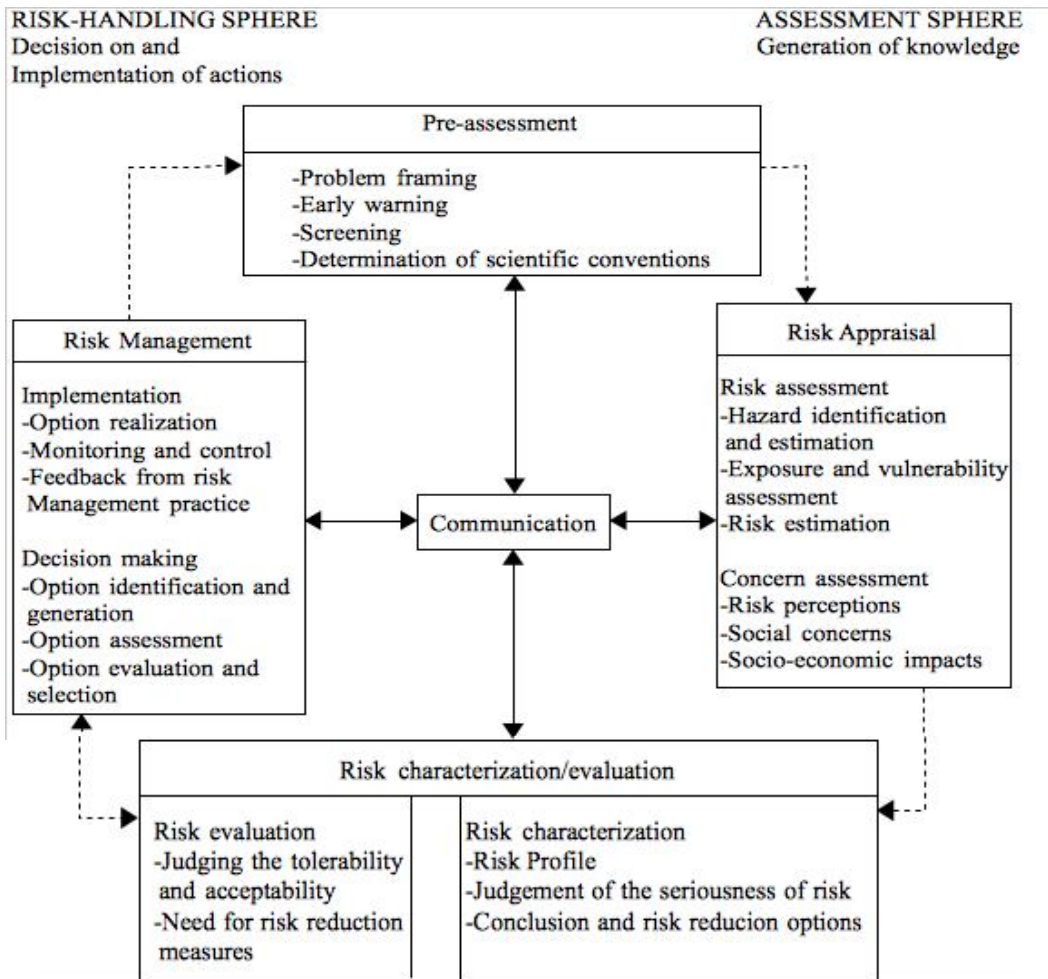 RISK-HANDLING SPHERE
Decision on and
Implementation of actions
ASSESSMENT SPHERE
Generation of knowledge
Pre-assessment
-Problem framing
-Early warning
-Screening
-Determination of scientific conventions
Risk Management
Implementation
-Option realization
-Monitoring and control
-Feedback from risk
Management practice
Decision making
-Option identification and
generation
-Option assessment
-Option evaluation and
selection
Communication
Risk Appraisal
Risk assessment
-Hazard identification
and estimation
-Exposure and vulnerability
assessment
-Risk estimation
Concern assessment
-Risk perceptions
-Social concerns
-Socio-economic impacts
Risk characterization/evaluation
Risk evaluation
-Judging the tolerability
and acceptability
-Need for risk reduction
measures
Risk characterization
-Risk Profile
-Judgement of the seriousness of risk
-Conclusion and risk reducion options